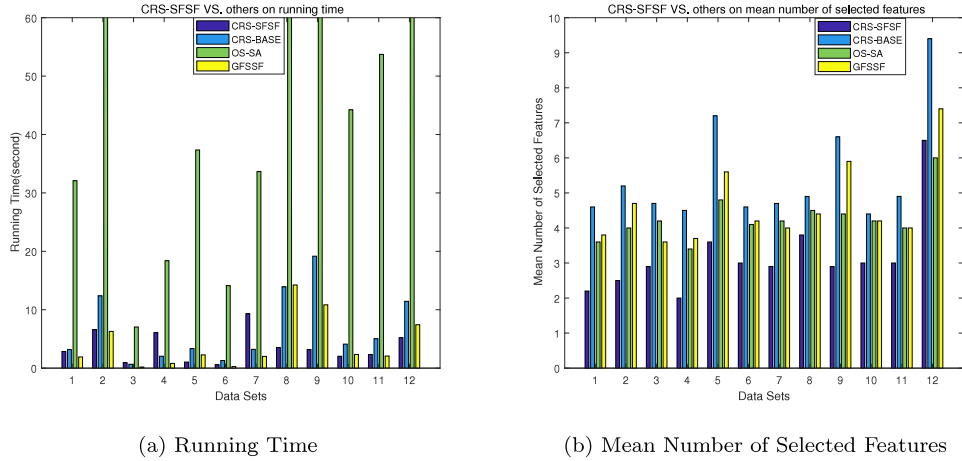 CRS-SFSF VS. others on running time
60
50
40
30
20
10
0
Running Time(second)
CRS-SFSF
CRS-BASE
OS-SA
GFSSF
1 2 3 4 5 6 7 8 9 10 11 12
Data Sets
(a) Running Time
CRS-SFSF VS. others on mean number of selected features
10
9
8
7
6
5
4
3
2
1
0
Mean Number of Selected Features
CRS-SFSF
CRS-BASE
OS-SA
GFSSF
1 2 3 4 5 6 7 8 9 10 11 12
Data Sets
(b) Mean Number of Selected Features